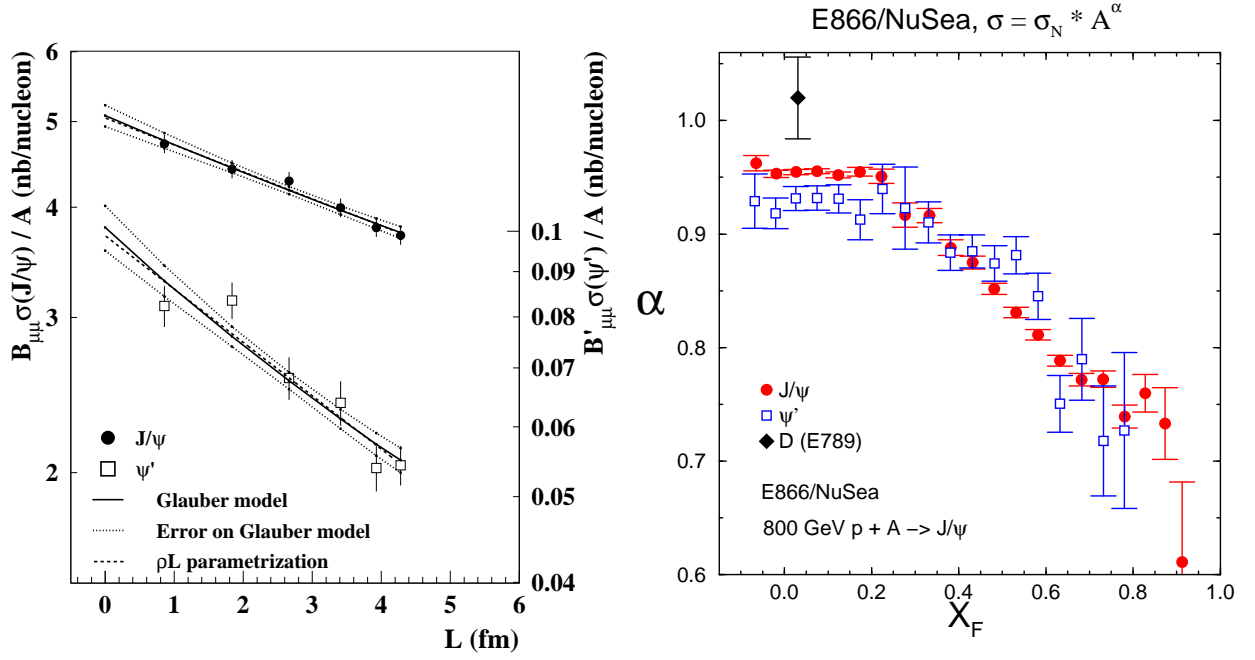 B_μμ σ(J/ψ) / A (nb/nucleon)
6
5
4
3
2
J/ψ
ψ'
Glauber model
Error on Glauber model
ρL parametrization
0 1 2 3 4 5 6
L (fm)
B'_μμ σ(ψ') / A (nb/nucleon)
0.1
0.09
0.08
0.07
0.06
0.05
0.04
E866/NuSea, σ = σ_N * A^α
α
1.0
0.9
0.8
0.7
0.6
J/ψ
ψ'
D (E789)
E866/NuSea
800 GeV p + A −> J/ψ
0.0 0.2 0.4 0.6 0.8 1.0
X_F